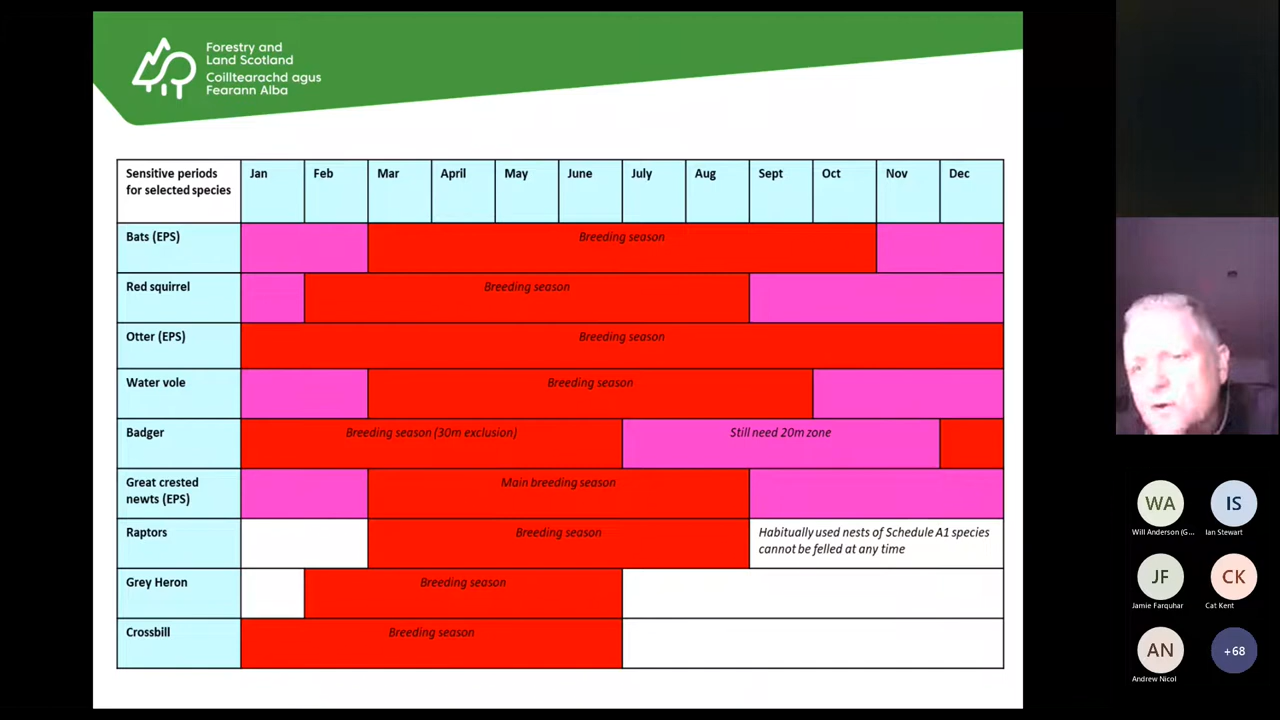 Forestry and
Land Scotland
Coilltearachd agus
Fearann Alba
Sensitive periods
for selected species
Jan
Feb
Mar
April
May
June
July
Aug
Sept
Oct
Nov
Dec
Bats (EPS)
Breeding season
Red squirrel
Breeding season
Otter (EPS)
Breeding season
Water vole
Breeding season
Badger
Breeding season (30m exclusion)
Still need 20m zone
Great crested
newts (EPS)
Main breeding season
Raptors
Breeding season
Habitually used nests of Schedule A1 species
cannot be felled at any time
Grey Heron
Breeding season
Crossbill
Breeding season
WA
IS
Will Anderson (G...
Ian Stewart
JF
CK
Jamie Farquhar
Cat Kent
AN
+68
Andrew Nicol